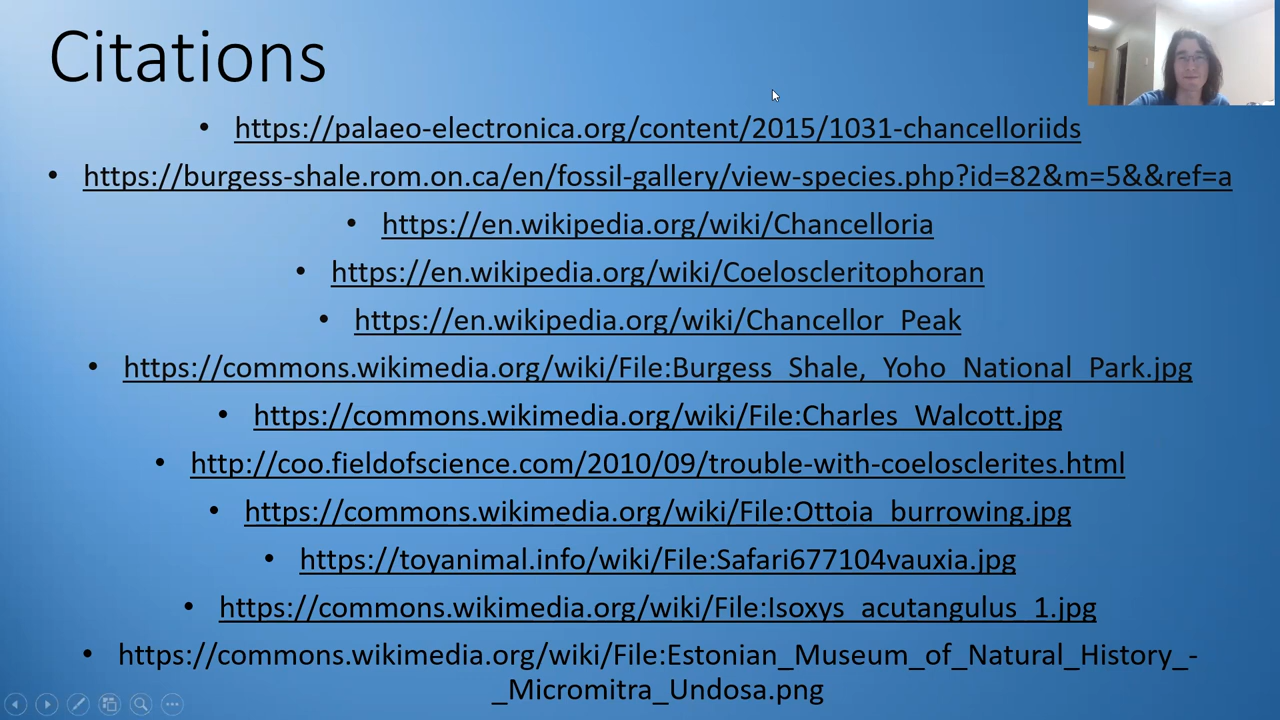 Citations
• https://palaeo-electronica.org/content/2015/1031-chancelloriids
• https://burgess-shale.rom.on.ca/en/fossil-gallery/view-species.php?id=82&m=5&&ref=a
• https://en.wikipedia.org/wiki/Chancelloria
• https://en.wikipedia.org/wiki/Coeloscleritophoran
• https://en.wikipedia.org/wiki/Chancellor_Peak
• https://commons.wikimedia.org/wiki/File:Burgess_Shale,_Yoho_National_Park.jpg
• https://commons.wikimedia.org/wiki/File:Charles_Walcott.jpg
• http://coo.fieldofscience.com/2010/09/trouble-with-coelosclerites.html
• https://commons.wikimedia.org/wiki/File:Ottoia_burrowing.jpg
• https://toyanimal.info/wiki/File:Safari677104vauxia.jpg
• https://commons.wikimedia.org/wiki/File:Isoxys_acutangulus_1.jpg
• https://commons.wikimedia.org/wiki/File:Estonian_Museum_of_Natural_History_-
_Micromitra_Undosa.png